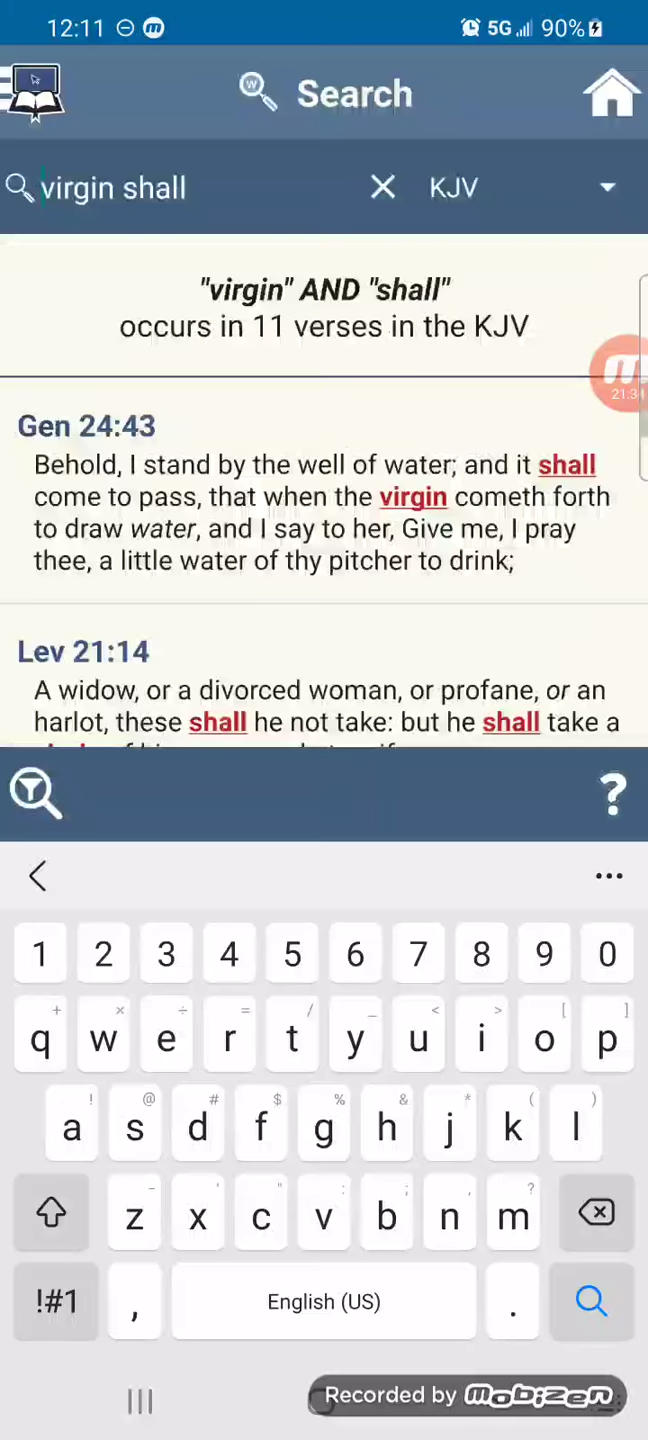 12:11 5G 90%
Search
virgin shall KJV
"virgin" AND "shall"
occurs in 11 verses in the KJV
21:34
Gen 24:43
Behold, I stand by the well of water; and it shall
come to pass, that when the virgin cometh forth
to draw water, and I say to her, Give me, I pray
thee, a little water of thy pitcher to drink;
Lev 21:14
A widow, or a divorced woman, or profane, or an
harlot, these shall he not take: but he shall take a
?
1 2 3 4 5 6 7 8 9 0
+ × ÷ = / _ < > [ ]
q w e r t y u i o p
! @ # $ % & * ( )
a s d f g h j k l
- ' " : ; , ?
z x c v b n m
!#1 , English (US) .
Recorded by mobizen